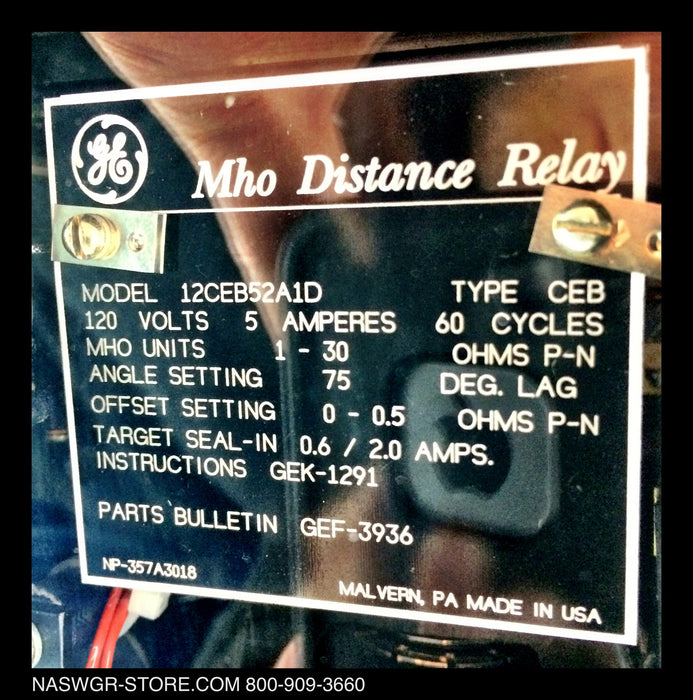 GE
Mho Distance Relay
MODEL 12CEB52A1D TYPE CEB
120 VOLTS 5 AMPERES 60 CYCLES
MHO UNITS 1 - 30 OHMS P-N
ANGLE SETTING 75 DEG. LAG
OFFSET SETTING 0 - 0.5 OHMS P-N
TARGET SEAL-IN 0.6 / 2.0 AMPS.
INSTRUCTIONS GEK-1291
PARTS BULLETIN GEF-3936
NP-357A3018
MALVERN, PA MADE IN USA
NASWGR-STORE.COM 800-909-3660